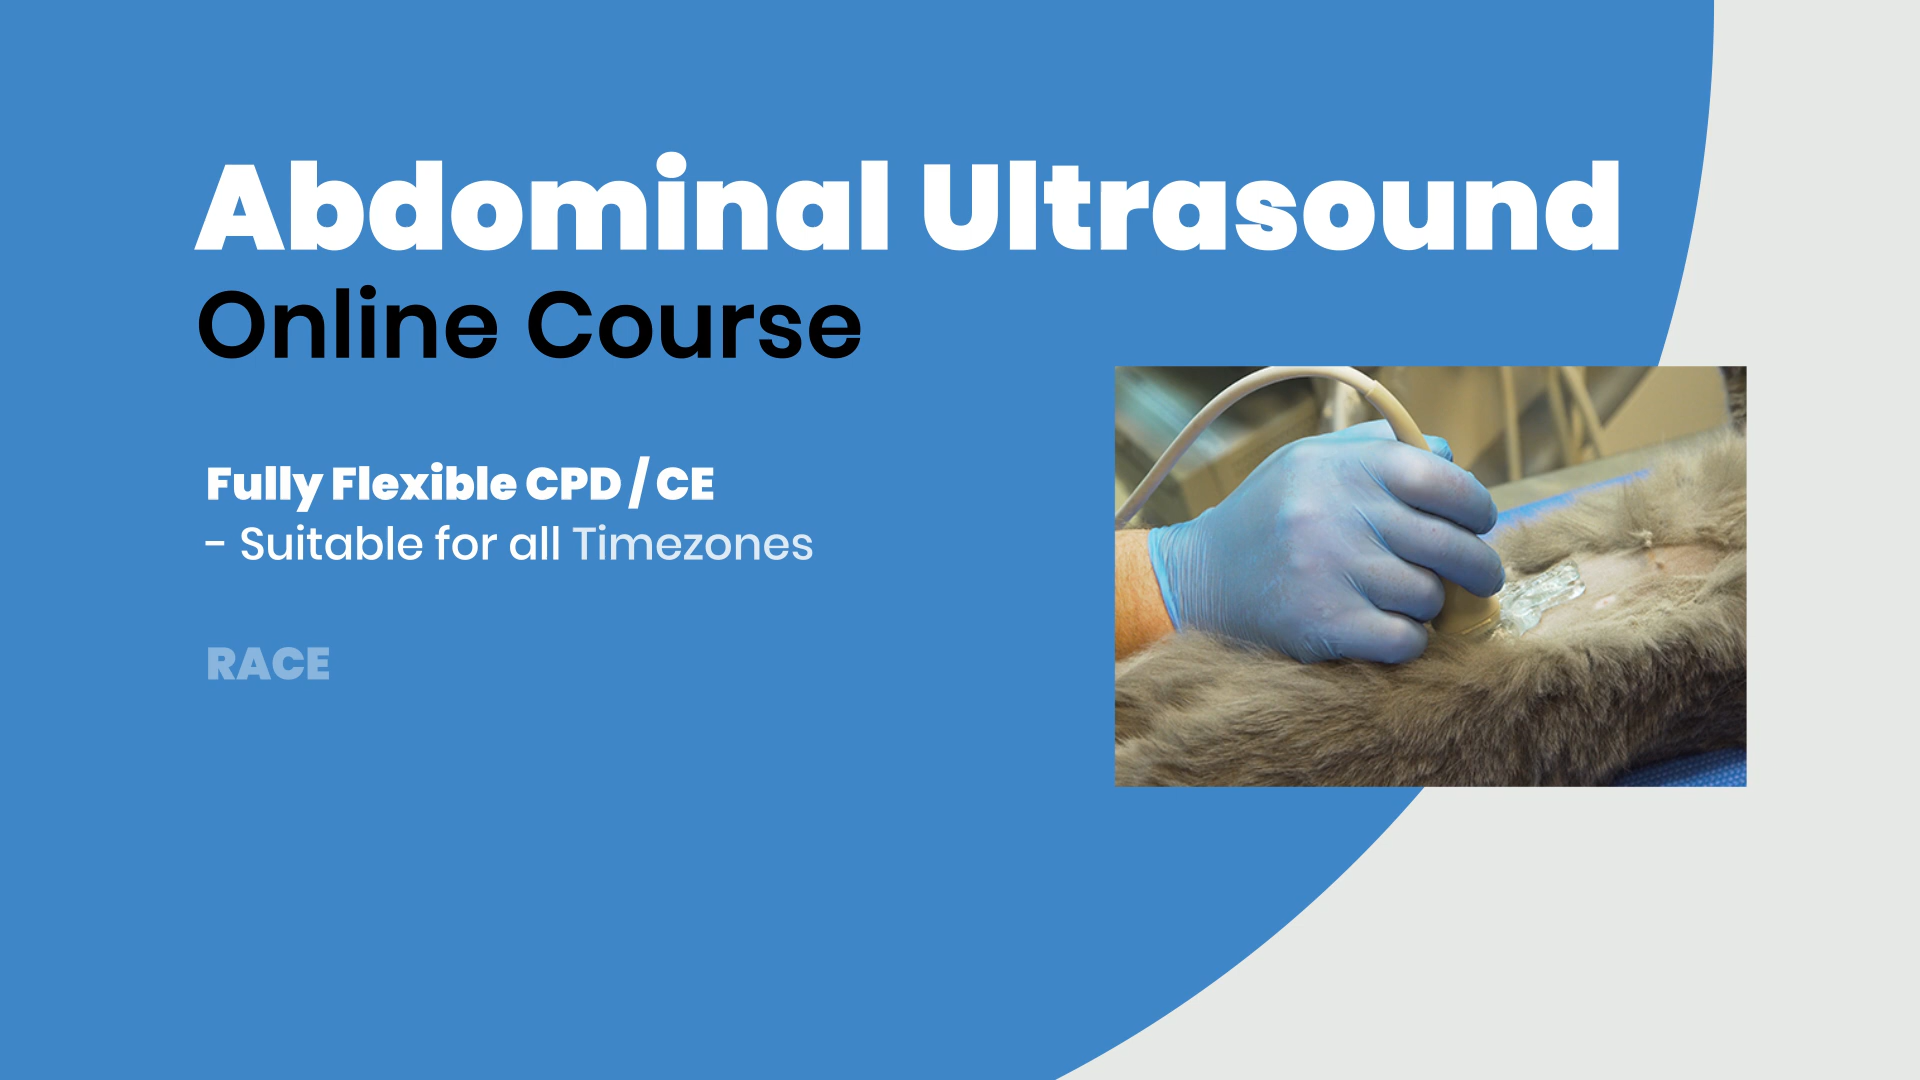 Abdominal Ultrasound
Online Course
Fully Flexible CPD / CE
- Suitable for all Timezones
RACE